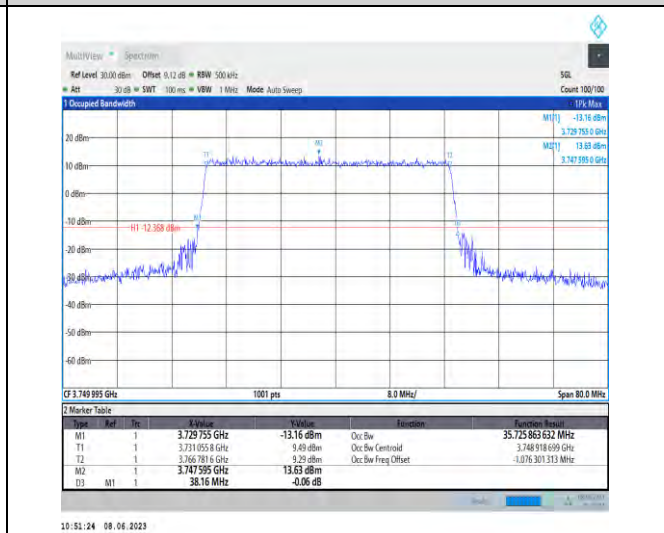 MultiView Spectrum
Ref Level 30.00 dBm Offset 9.12 dB RBW 500 kHz SGL
Att 30 dB SWT 100 ms VBW 1 MHz Mode Auto Sweep Count 100/100
1 Occupied Bandwidth 1Pk Max
M1[1] -13.16 dBm
3.729 755 0 GHz
M2[1] 13.63 dBm
3.747 595 0 GHz
20 dBm
M2
T1
T2
10 dBm
0 dBm
-10 dBm
M1
H1 -12.368 dBm
-20 dBm
-30 dBm
-40 dBm
-50 dBm
-60 dBm
CF 3.749 995 GHz 1001 pts 8.0 MHz/ Span 80.0 MHz
2 Marker Table
Type Ref Trc X-Value Y-Value Function Function Result
M1 1 3.729 755 GHz -13.16 dBm Occ Bw 35.725 863 632 MHz
T1 1 3.731 055 8 GHz 9.49 dBm Occ Bw Centroid 3.748 918 699 GHz
T2 1 3.766 781 6 GHz 9.29 dBm Occ Bw Freq Offset -1.076 301 313 MHz
M2 1 3.747 595 GHz 13.63 dBm
D3 M1 1 38.16 MHz -0.06 dB
10:51:24 08.06.2023